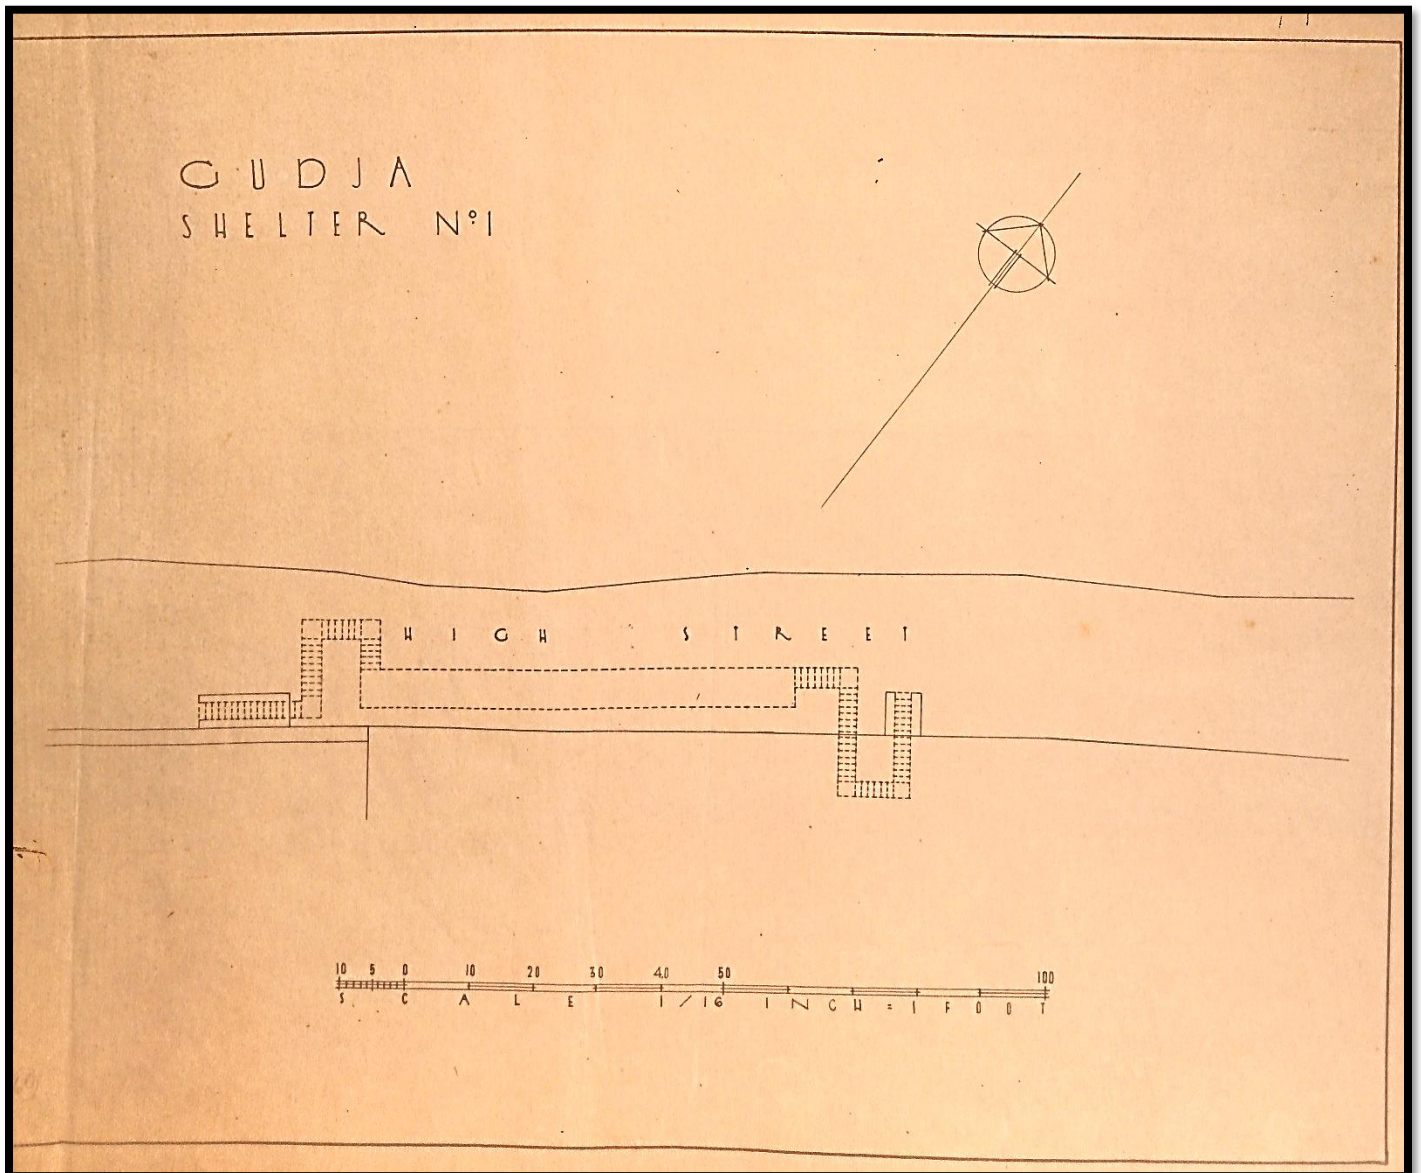 GUDJA
SHELTER Nº1
HIGH STREET
10 5 0 10 20 30 40 50 100
SCALE 1/16 INCH = 1 FOOT